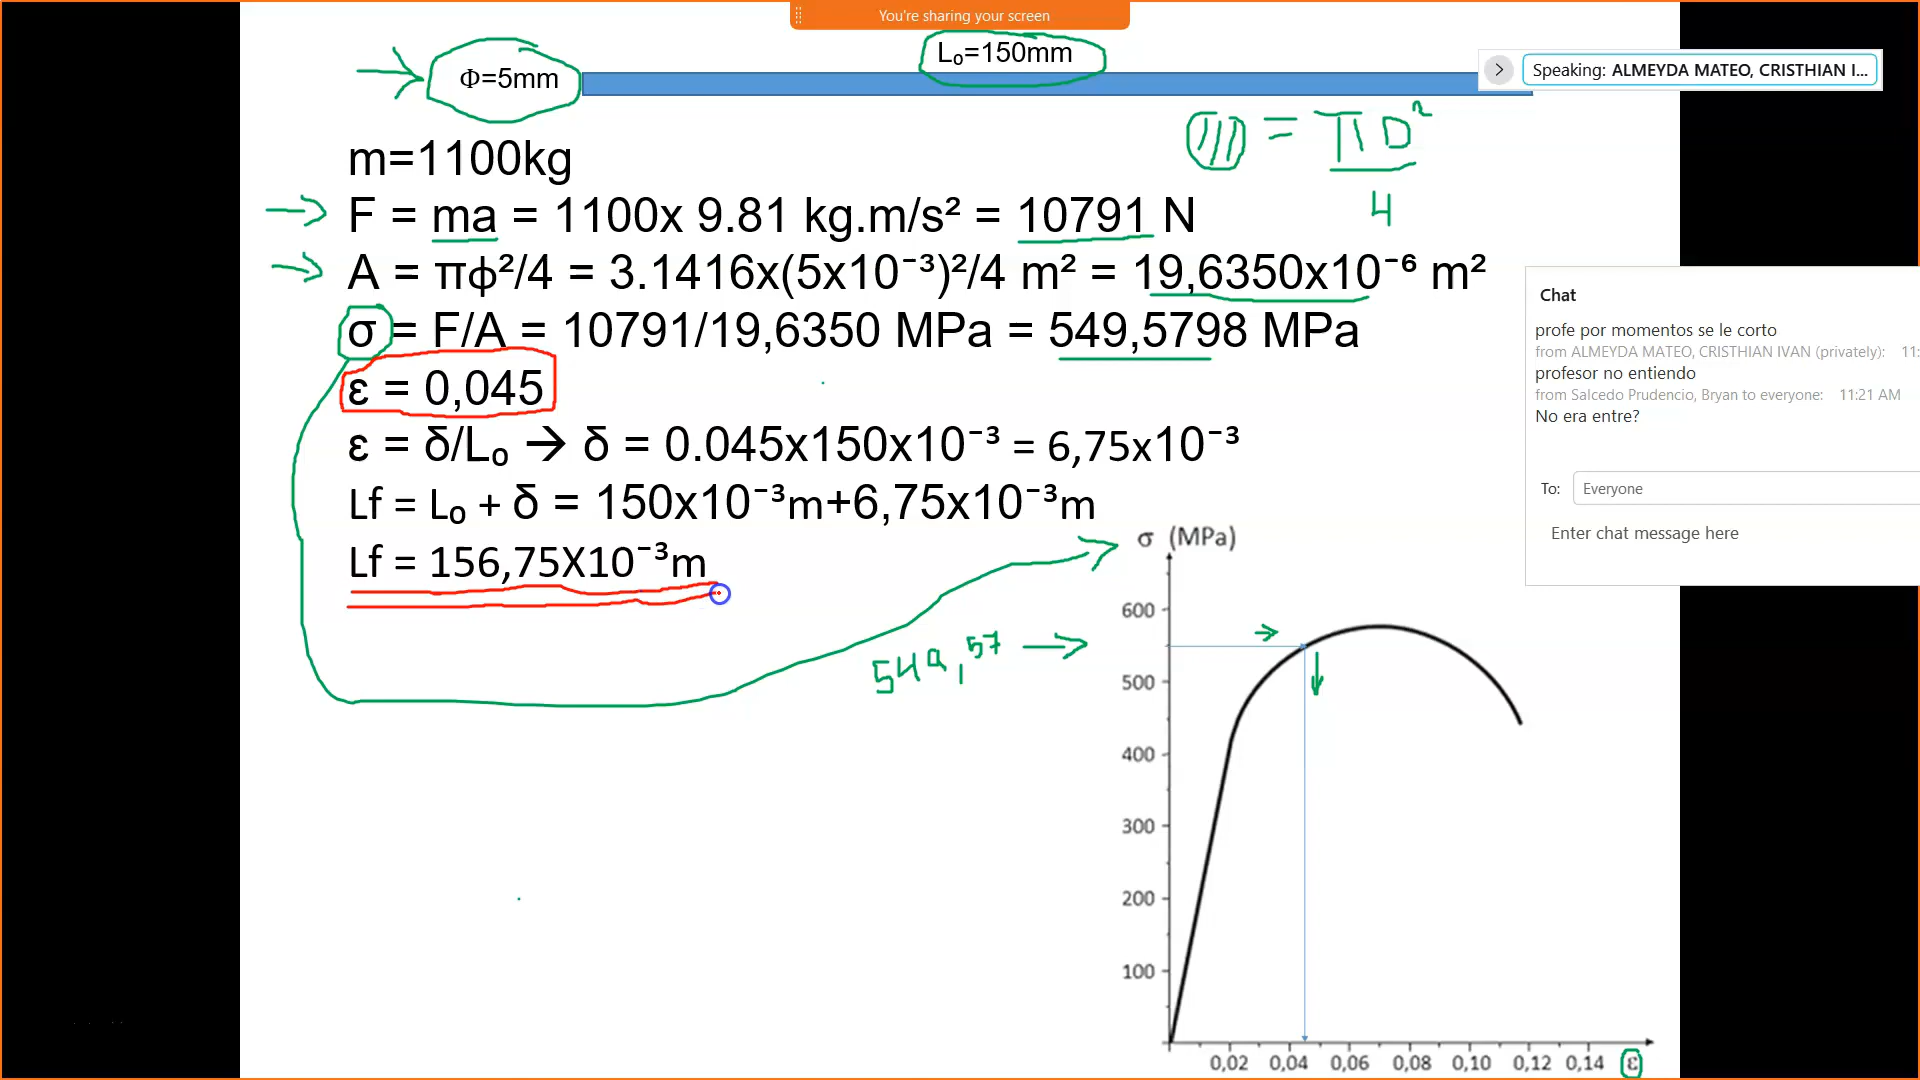 You're sharing your screen
Φ=5mm
L₀=150mm
Speaking: ALMEYDA MATEO, CRISTHIAN I...
= π D²
4
m=1100kg
F = ma = 1100x 9.81 kg.m/s² = 10791 N
A = πϕ²/4 = 3.1416x(5x10⁻³)²/4 m² = 19,6350x10⁻⁶ m²
σ = F/A = 10791/19,6350 MPa = 549,5798 MPa
ε = 0,045
ε = δ/L₀ → δ = 0.045x150x10⁻³ = 6,75x10⁻³
Lf = L₀ + δ = 150x10⁻³m+6,75x10⁻³m
Lf = 156,75X10⁻³m
Chat
profe por momentos se le corto
from ALMEYDA MATEO, CRISTHIAN IVAN (privately): 11:
profesor no entiendo
from Salcedo Prudencio, Bryan to everyone: 11:21 AM
No era entre?
To: Everyone
Enter chat message here
549,57
σ (MPa)
600
500
400
300
200
100
0,02 0,04 0,06 0,08 0,10 0,12 0,14 ε